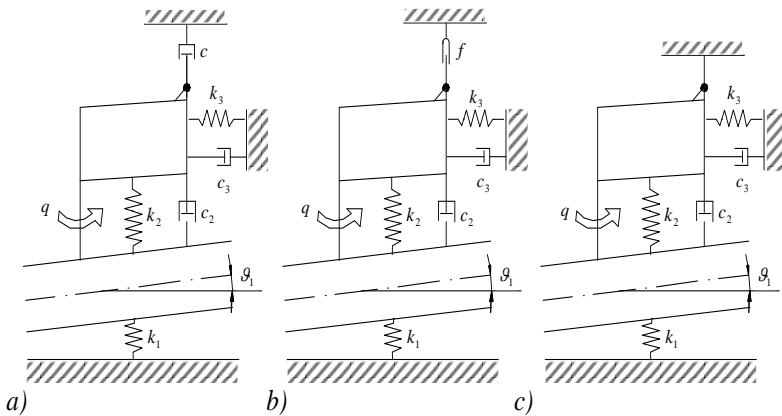 c
k₃
c₃
q
k₂
c₂
ϑ₁
k₁
a)
f
k₃
c₃
q
k₂
c₂
ϑ₁
k₁
b)
k₃
c₃
q
k₂
c₂
ϑ₁
k₁
c)